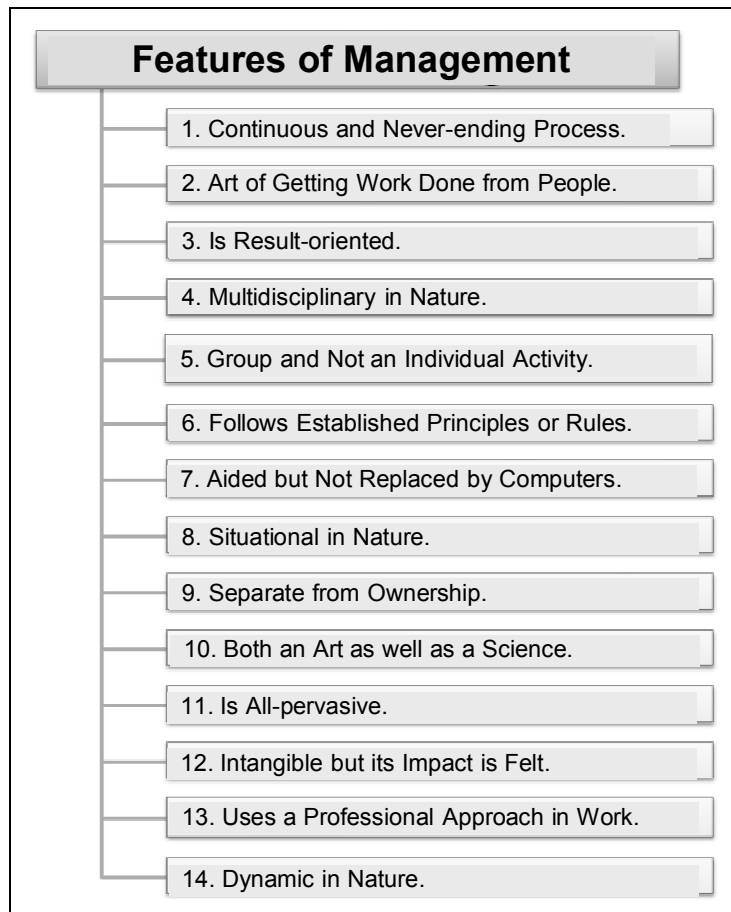 Features of Management
1. Continuous and Never-ending Process.
2. Art of Getting Work Done from People.
3. Is Result-oriented.
4. Multidisciplinary in Nature.
5. Group and Not an Individual Activity.
6. Follows Established Principles or Rules.
7. Aided but Not Replaced by Computers.
8. Situational in Nature.
9. Separate from Ownership.
10. Both an Art as well as a Science.
11. Is All-pervasive.
12. Intangible but its Impact is Felt.
13. Uses a Professional Approach in Work.
14. Dynamic in Nature.